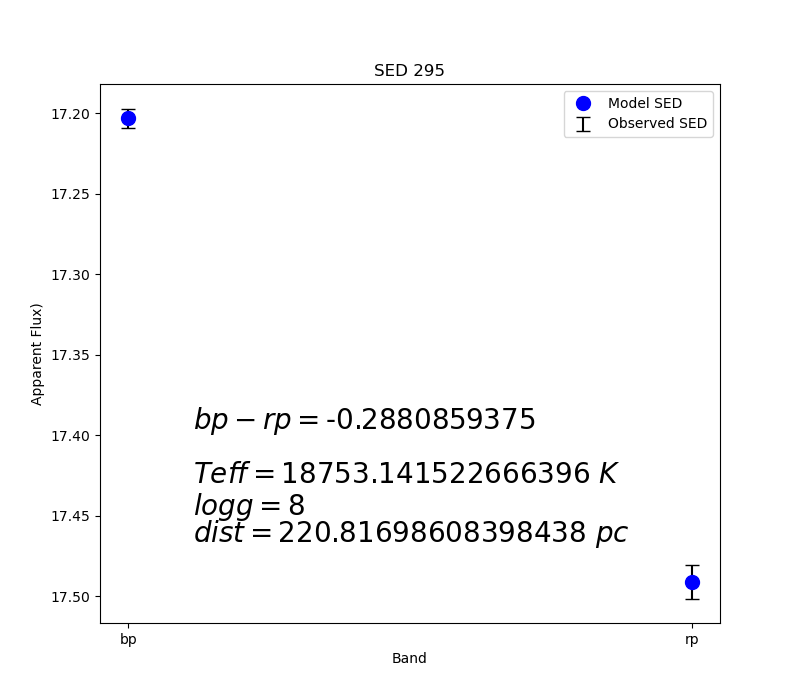 SED 295
Model SED
Observed SED
17.20
17.25
17.30
17.35
17.40
17.45
17.50
Apparent Flux)
bp − rp = -0.2880859375
Teff = 18753.141522666396 K
logg = 8
dist = 220.81698608398438 pc
bp
rp
Band